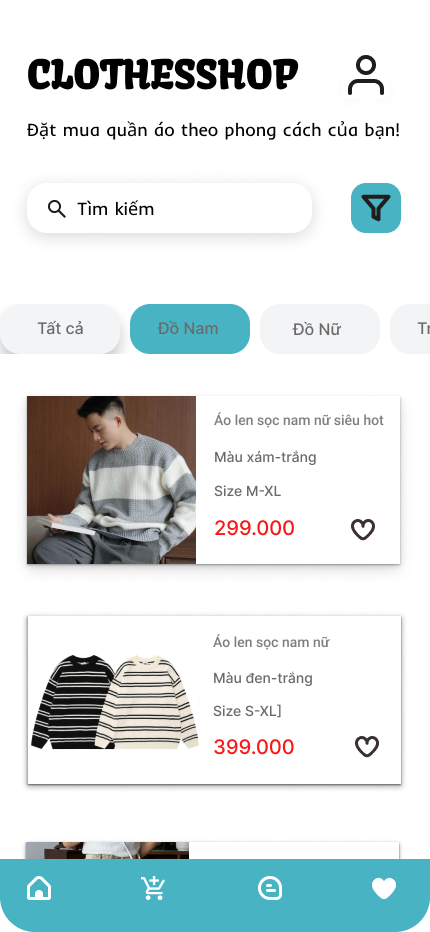 CLOTHESSHOP
Đặt mua quần áo theo phong cách của bạn!
Tìm kiếm
Tất cả
Đồ Nam
Đồ Nữ
Tr
Áo len sọc nam nữ siêu hot
Màu xám-trắng
Size M-XL
299.000
Áo len sọc nam nữ
Màu đen-trắng
Size S-XL]
399.000